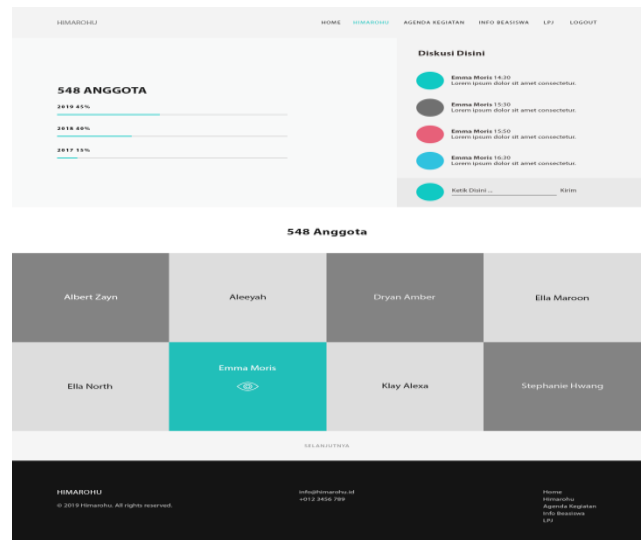 HIMAROHU
HOME HIMAROHU AGENDA KEGIATAN INFO BEASISWA LPJ LOGOUT
548 ANGGOTA
2019 45%
2018 40%
2017 15%
Diskusi Disini
Emma Moris 14:30
Lorem ipsum dolor sit amet consectetur.
Emma Moris 15:30
Lorem ipsum dolor sit amet consectetur.
Emma Moris 15:50
Lorem ipsum dolor sit amet consectetur.
Emma Moris 16:30
Lorem ipsum dolor sit amet consectetur.
Ketik Disini ... Kirim
548 Anggota
Albert Zayn
Aleeyah
Dryan Amber
Ella Maroon
Ella North
Emma Moris
Klay Alexa
Stephanie Hwang
SELANJUTNYA
HIMAROHU
© 2019 Himarohu. All rights reserved.
info@himarohu.id
+012 3456 789
Home
Himarohu
Agenda Kegiatan
Info Beasiswa
LPJ